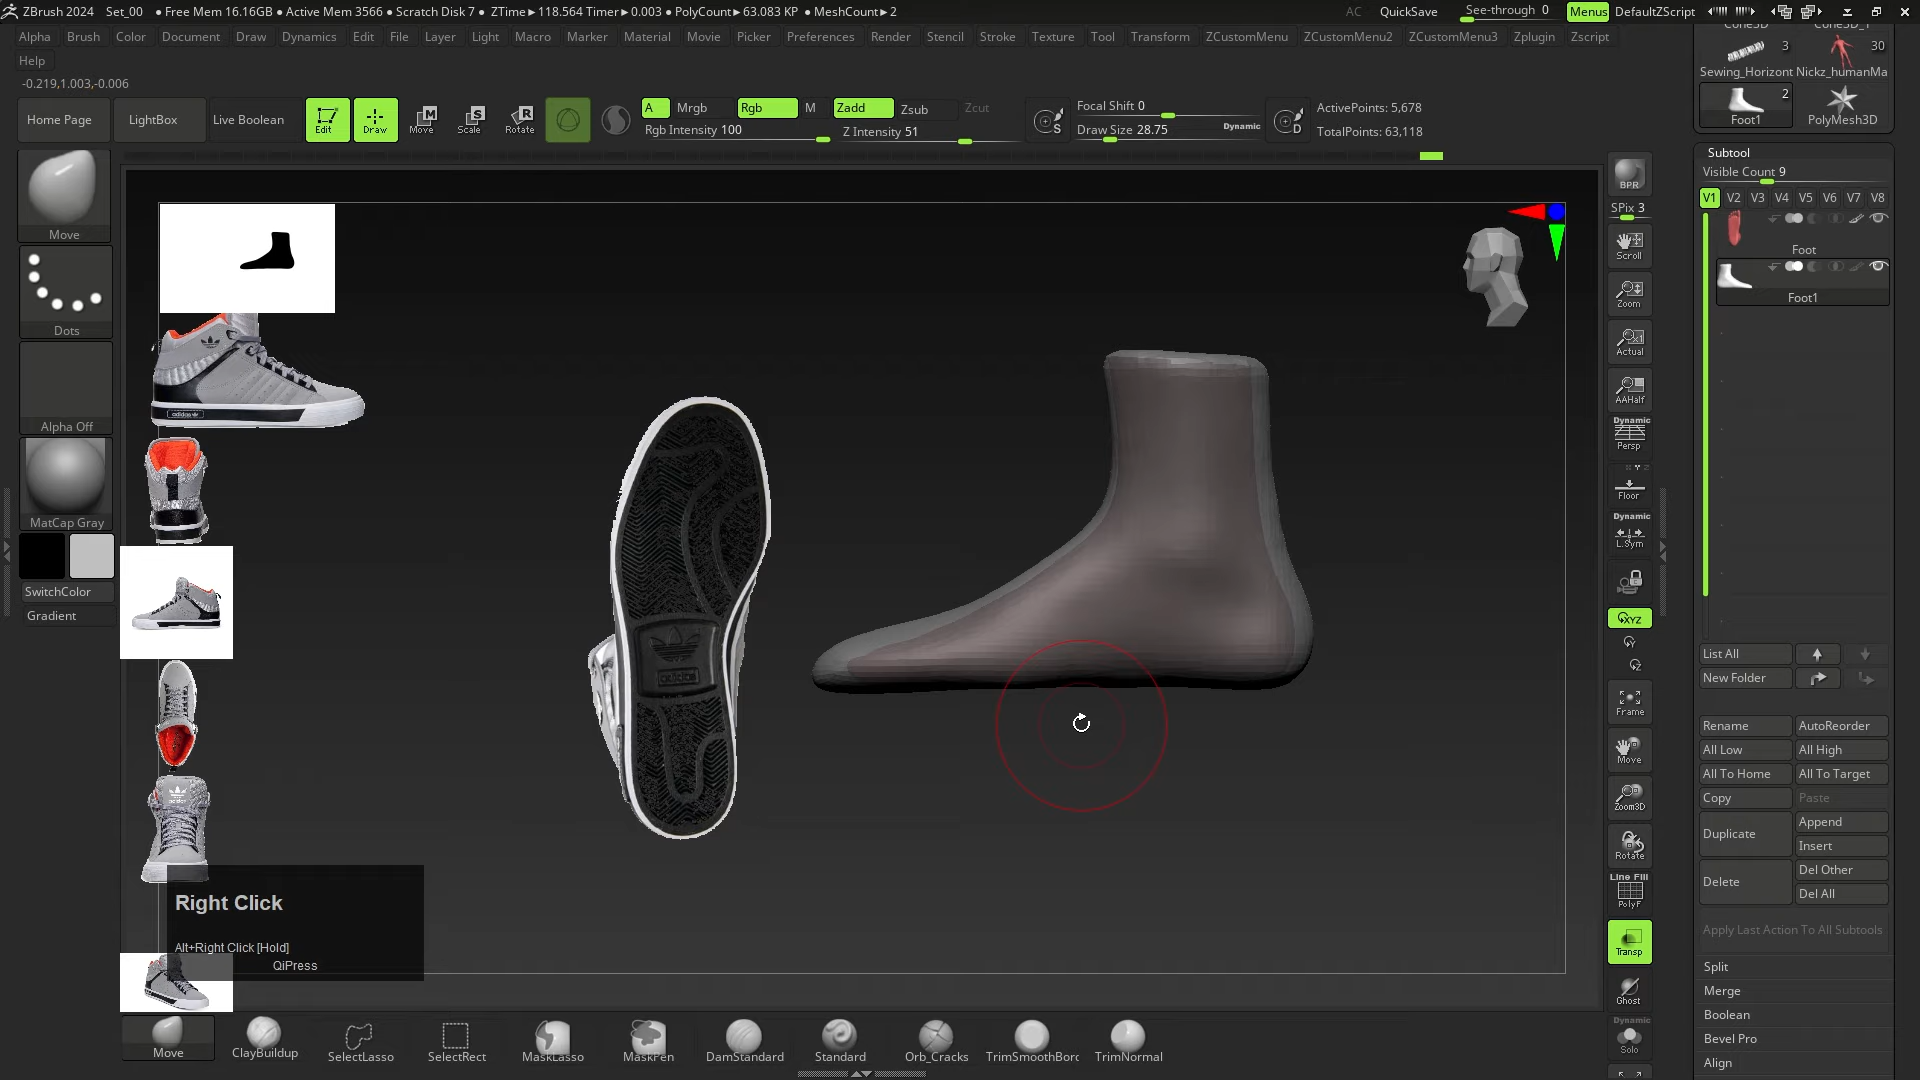 ZBrush 2024 Set_00 ● Free Mem 16.16GB ● Active Mem 3566 ● Scratch Disk 7 ● ZTime►118.564 Timer►0.003 ● PolyCount►63.083 KP ● MeshCount►2
AC QuickSave See-through 0 Menus DefaultZScript
Alpha Brush Color Document Draw Dynamics Edit File Layer Light Macro Marker Material Movie Picker Preferences Render Stencil Stroke Texture Tool Transform ZCustomMenu ZCustomMenu2 ZCustomMenu3 Zplugin Zscript
Help
-0.219,1.003,-0.006
Home Page LightBox Live Boolean Edit Draw Move Scale Rotate
A Mrgb Rgb M Zadd Zsub Zcut
Rgb Intensity 100 Z Intensity 51
Focal Shift 0
Draw Size 28.75 Dynamic
ActivePoints: 5,678
TotalPoints: 63,118
S
D
Move
Dots
Alpha Off
MatCap Gray
SwitchColor
Gradient
adidas
Right Click
Alt+Right Click [Hold]
QiPress
Move ClayBuildup SelectLasso SelectRect MaskLasso MaskPen DamStandard Standard Orb_Cracks TrimSmoothBorc TrimNormal
BPR
SPix 3
Scroll
Zoom
Actual
AAHalf
Dynamic
Persp
Floor
Dynamic
L.Sym
XYZ
Frame
Move
Zoom3D
Rotate
Line Fill
PolyF
Transp
Ghost
Dynamic
Solo
3 30
Sewing_Horizont Nickz_humanMa
2
Foot1 PolyMesh3D
Subtool
Visible Count 9
V1 V2 V3 V4 V5 V6 V7 V8
Foot
Foot1
List All
New Folder
Rename AutoReorder
All Low All High
All To Home All To Target
Copy Paste
Duplicate Append
Insert
Delete Del Other
Del All
Apply Last Action To All Subtools
Split
Merge
Boolean
Bevel Pro
Align